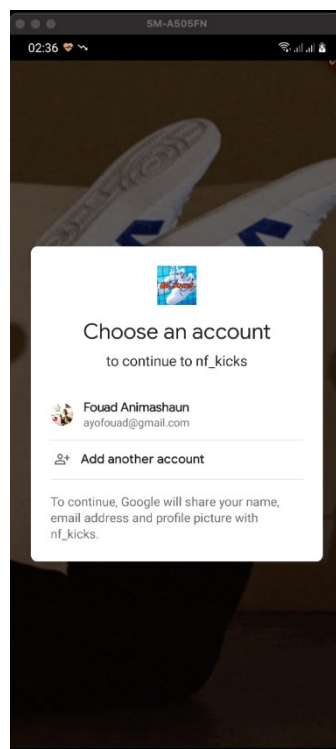 SM-A505FN
02:36
Choose an account
to continue to nf_kicks
Fouad Animashaun
ayofouad@gmail.com
Add another account
To continue, Google will share your name,
email address and profile picture with
nf_kicks.